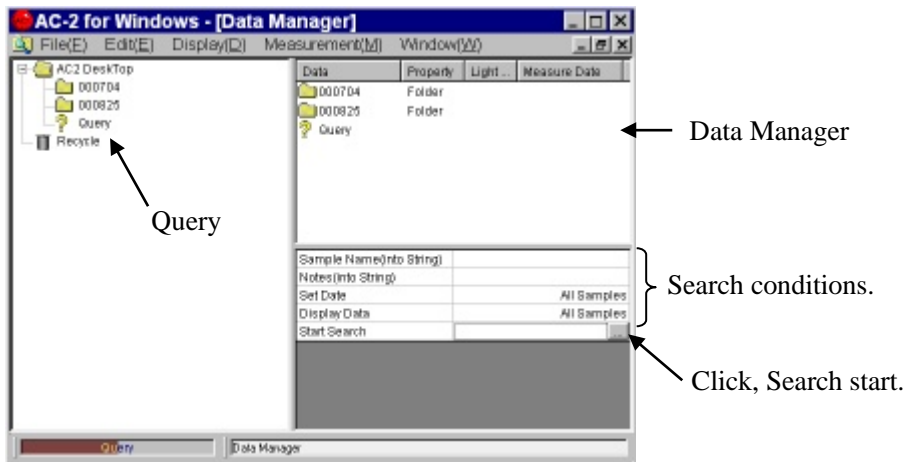 AC-2 for Windows - [Data Manager]
File(E) Edit(E) Display(D) Measurement(M) Window(W)
AC2 DeskTop
000704
000825
Query
Recycle
Data Property Light ... Measure Date
000704 Folder
000825 Folder
Query
Data Manager
Query
Sample Name(Into String)
Notes(Into String)
Set Date All Samples
Display Data All Samples
Start Search ...
Search conditions.
Click, Search start.
Query Data Manager